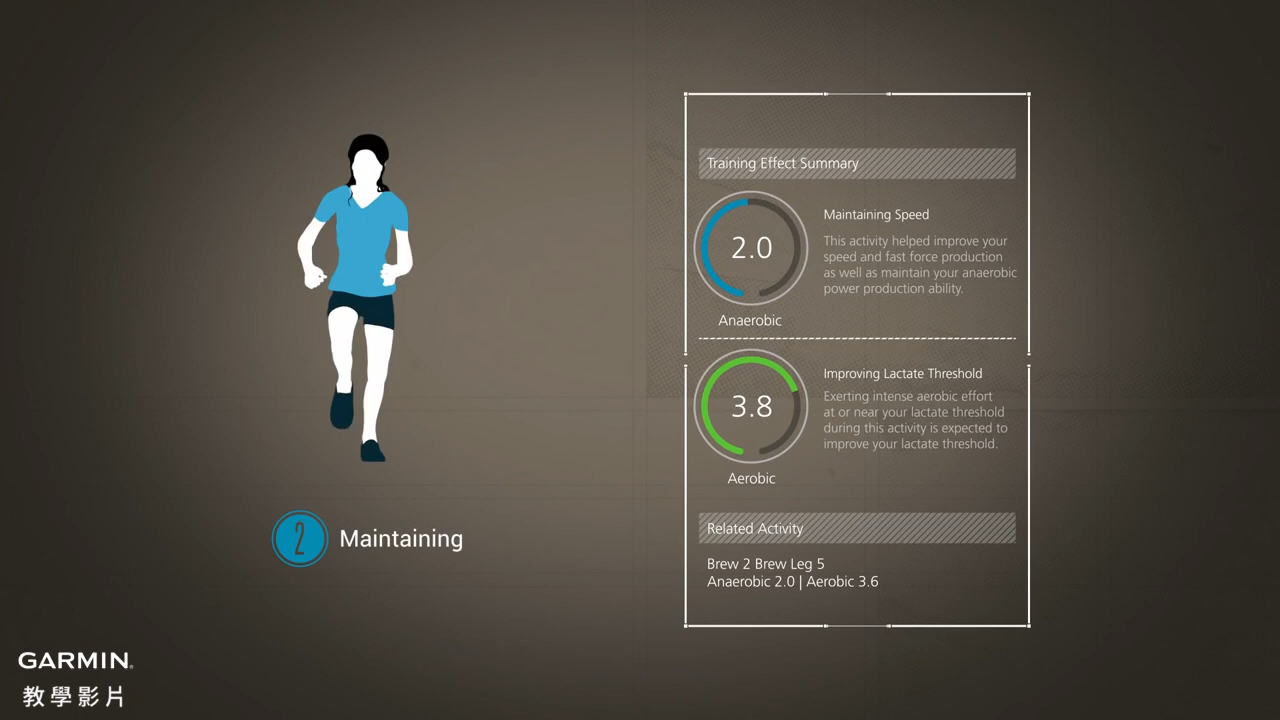 Training Effect Summary
2.0
Anaerobic
Maintaining Speed
This activity helped improve your
speed and fast force production
as well as maintain your anaerobic
power production ability.
3.8
Aerobic
Improving Lactate Threshold
Exerting intense aerobic effort
at or near your lactate threshold
during this activity is expected to
improve your lactate threshold.
Related Activity
Brew 2 Brew Leg 5
Anaerobic 2.0 | Aerobic 3.6
2 Maintaining
GARMIN.
教學影片